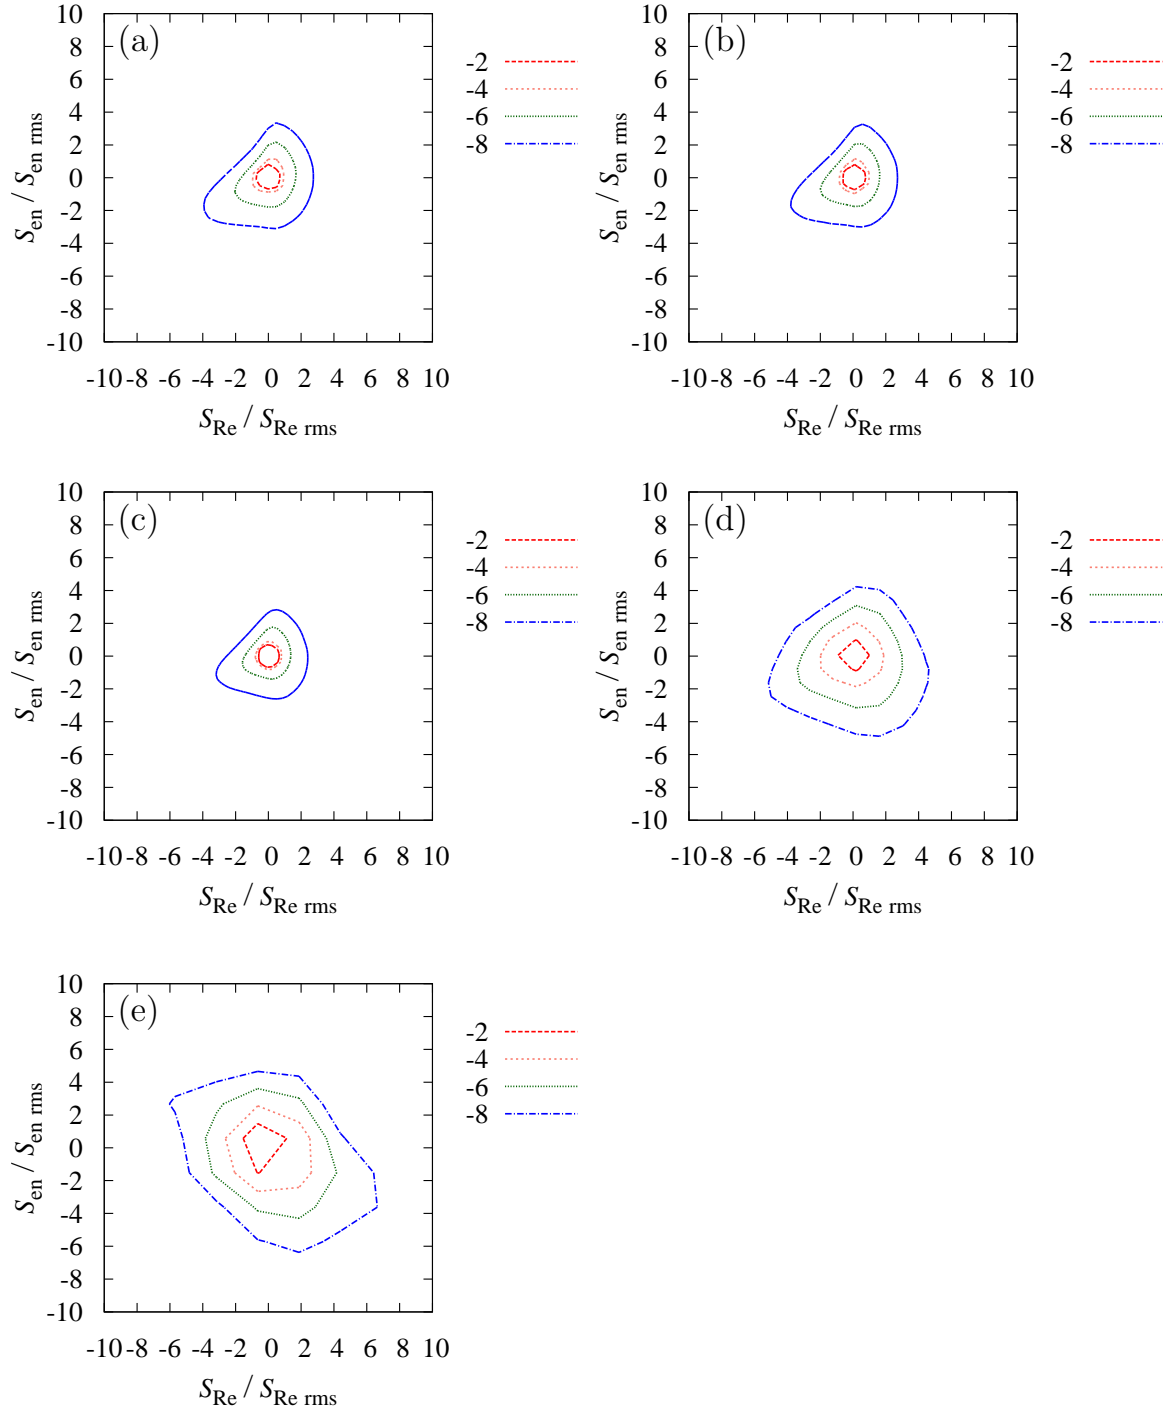 10 (a) 10 (b)
8 8
6 -2 6 -2
4 -4 4 -4
2 -6 2 -6
0 -8 0 -8
-2 -2
-4 -4
-6 -6
-8 -8
-10 -10
S_en / S_en rms S_en / S_en rms
-10 -8 -6 -4 -2 0 2 4 6 8 10 -10 -8 -6 -4 -2 0 2 4 6 8 10
S_Re / S_Re rms S_Re / S_Re rms
10 (c) 10 (d)
8 8
6 -2 6 -2
4 -4 4 -4
2 -6 2 -6
0 -8 0 -8
-2 -2
-4 -4
-6 -6
-8 -8
-10 -10
S_en / S_en rms S_en / S_en rms
-10 -8 -6 -4 -2 0 2 4 6 8 10 -10 -8 -6 -4 -2 0 2 4 6 8 10
S_Re / S_Re rms S_Re / S_Re rms
10 (e)
8
6 -2
4 -4
2 -6
0 -8
-2
-4
-6
-8
-10
S_en / S_en rms
-10 -8 -6 -4 -2 0 2 4 6 8 10
S_Re / S_Re rms